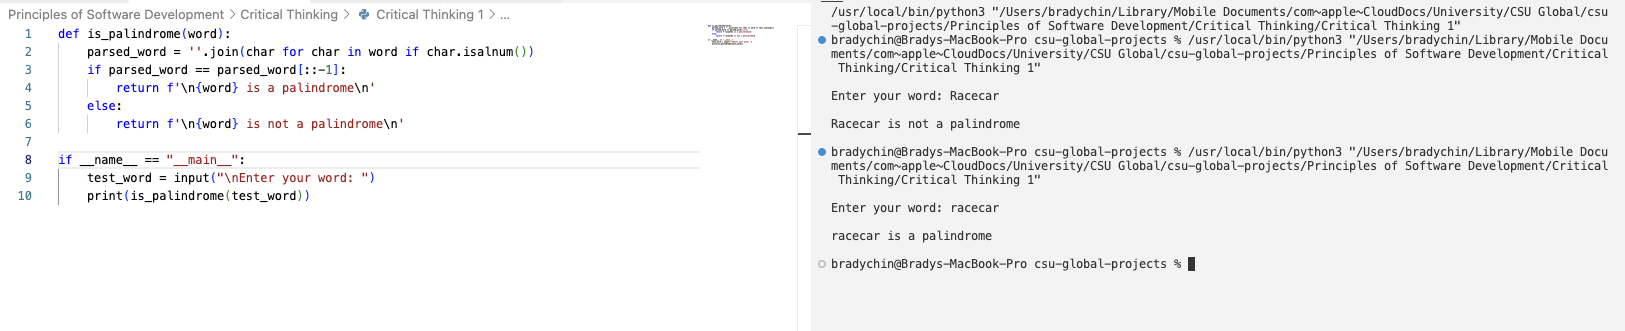 Principles of Software Development > Critical Thinking > Critical Thinking 1 > ...
1 def is_palindrome(word):
2     parsed_word = ''.join(char for char in word if char.isalnum())
3     if parsed_word == parsed_word[::-1]:
4         return f'\n{word} is a palindrome\n'
5     else:
6         return f'\n{word} is not a palindrome\n'
7
8 if __name__ == "__main__":
9     test_word = input("\nEnter your word: ")
10     print(is_palindrome(test_word))
/usr/local/bin/python3 "/Users/bradychin/Library/Mobile Documents/com~apple~CloudDocs/University/CSU Global/csu
-global-projects/Principles of Software Development/Critical Thinking/Critical Thinking 1"
bradychin@Bradys-MacBook-Pro csu-global-projects % /usr/local/bin/python3 "/Users/bradychin/Library/Mobile Docu
ments/com~apple~CloudDocs/University/CSU Global/csu-global-projects/Principles of Software Development/Critical
 Thinking/Critical Thinking 1"
Enter your word: Racecar
Racecar is not a palindrome
bradychin@Bradys-MacBook-Pro csu-global-projects % /usr/local/bin/python3 "/Users/bradychin/Library/Mobile Docu
ments/com~apple~CloudDocs/University/CSU Global/csu-global-projects/Principles of Software Development/Critical
 Thinking/Critical Thinking 1"
Enter your word: racecar
racecar is a palindrome
bradychin@Bradys-MacBook-Pro csu-global-projects %